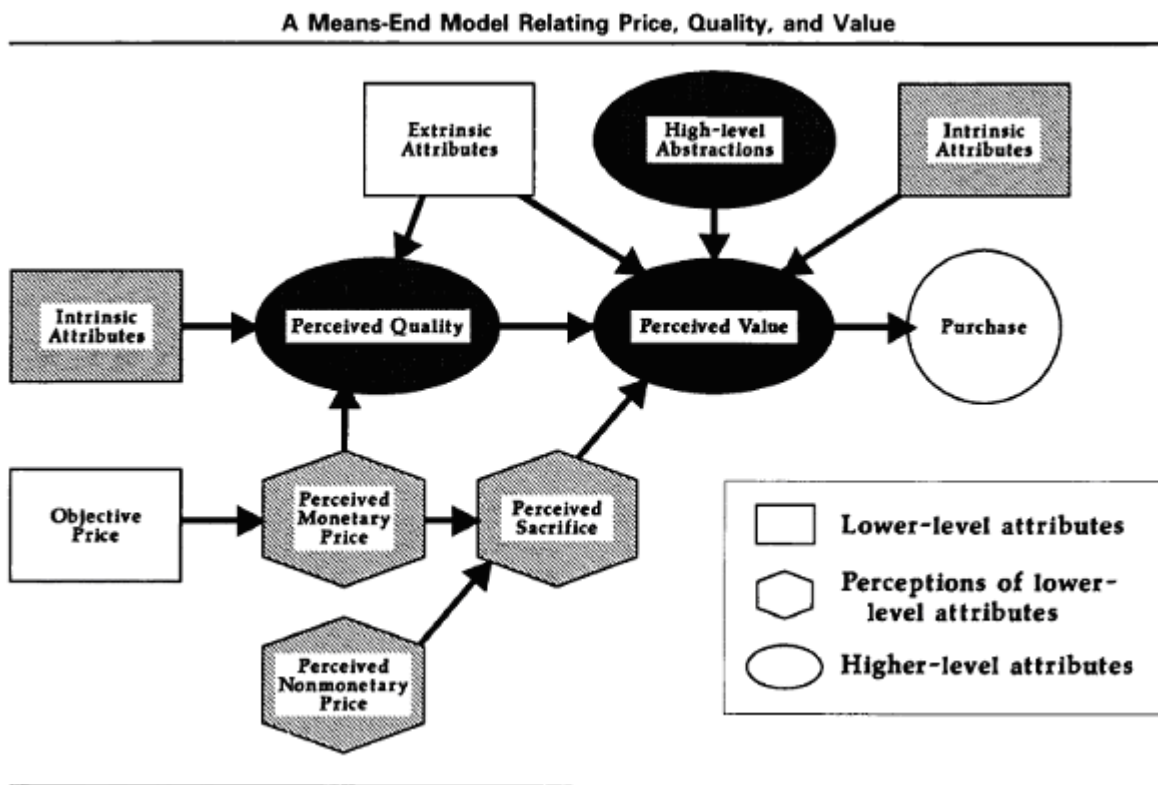 A Means-End Model Relating Price, Quality, and Value
Extrinsic
Attributes
High-level
Abstractions
Intrinsic
Attributes
Intrinsic
Attributes
Perceived Quality
Perceived Value
Purchase
Objective
Price
Perceived
Monetary
Price
Perceived
Sacrifice
Perceived
Nonmonetary
Price
Lower-level attributes
Perceptions of lower-
level attributes
Higher-level attributes